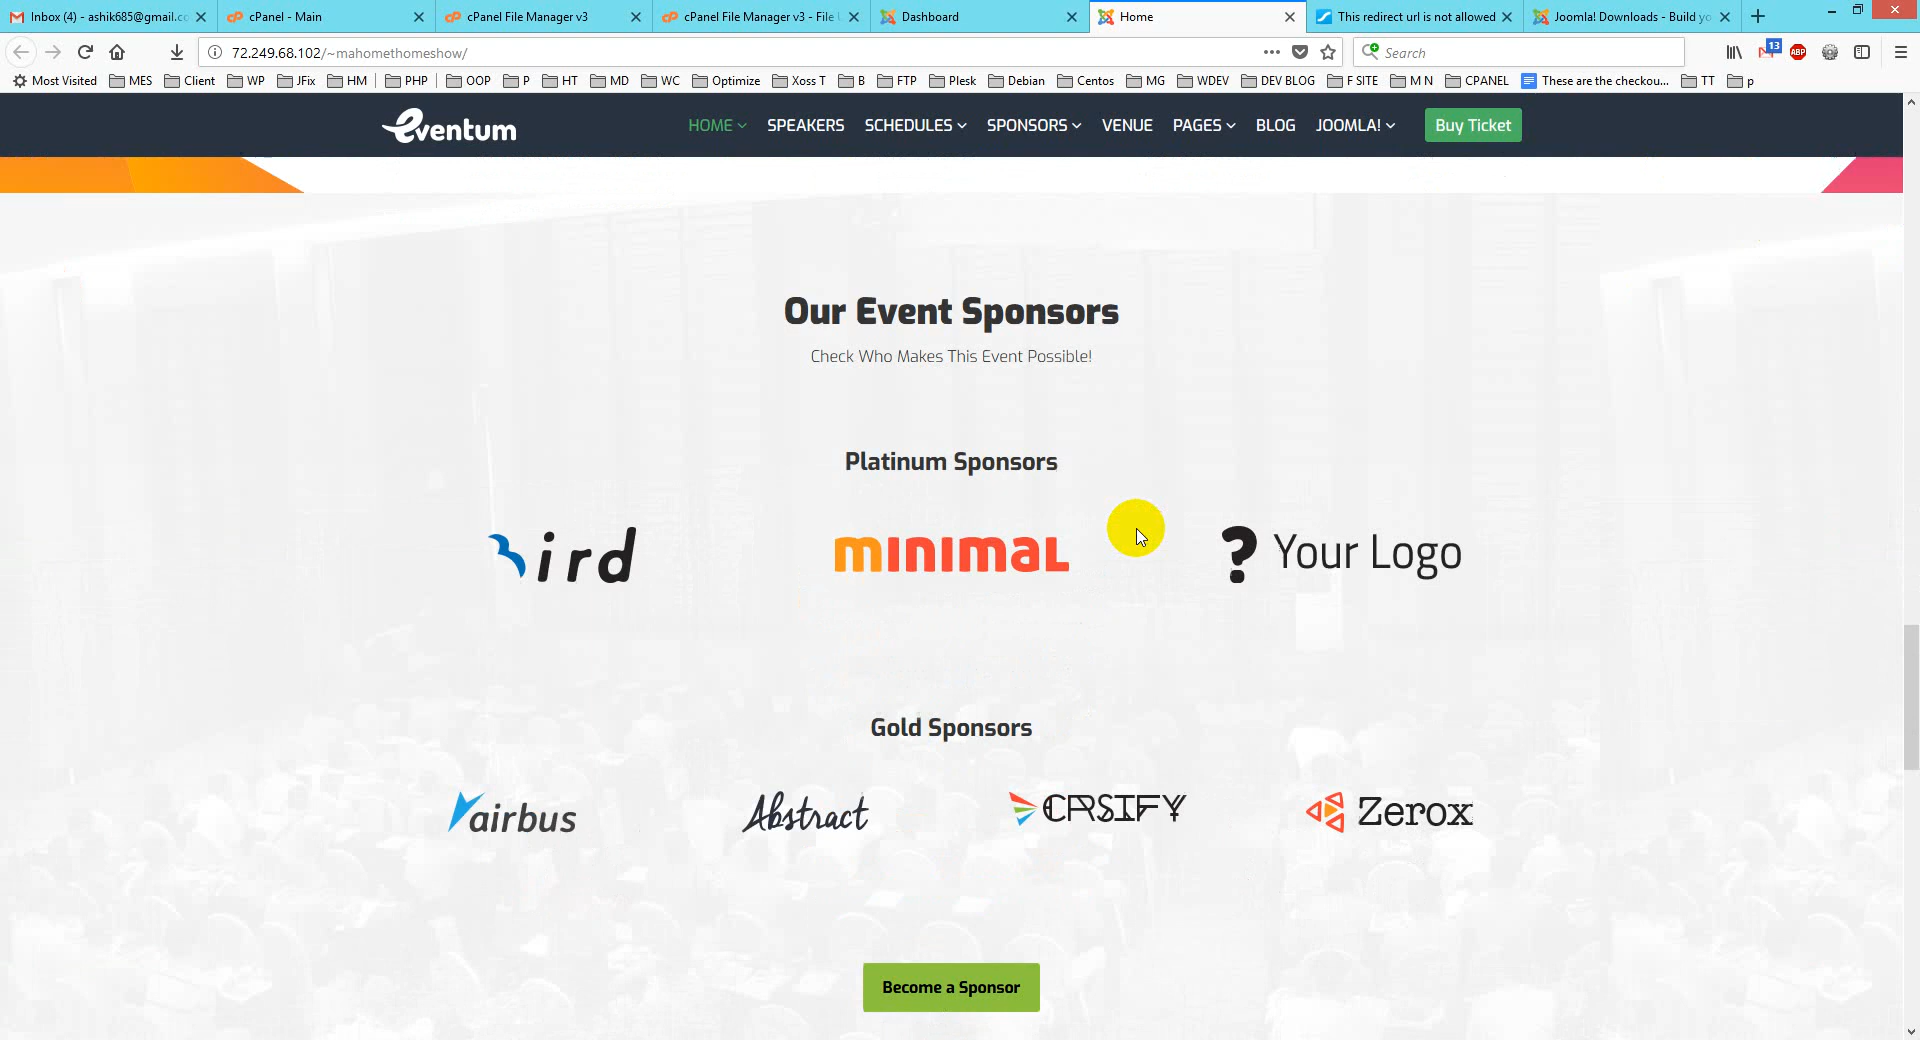 Inbox (4) - ashik685@gmail.cc
cPanel - Main
cPanel File Manager v3
cPanel File Manager v3 - File U
Dashboard
Home
This redirect url is not allowed
Joomla! Downloads - Build yo
72.249.68.102/~mahomethomeshow/
Search
13
ABP
Most Visited
MES
Client
WP
JFix
HM
PHP
OOP
P
HT
MD
WC
Optimize
Xoss T
B
FTP
Plesk
Debian
Centos
MG
WDEV
DEV BLOG
F SITE
M N
CPANEL
These are the checkou...
TT
p
eventum
HOME
SPEAKERS
SCHEDULES
SPONSORS
VENUE
PAGES
BLOG
JOOMLA!
Buy Ticket
Our Event Sponsors
Check Who Makes This Event Possible!
Platinum Sponsors
Bird
minimal
? Your Logo
Gold Sponsors
airbus
Abstract
CRSIFY
Zerox
Become a Sponsor